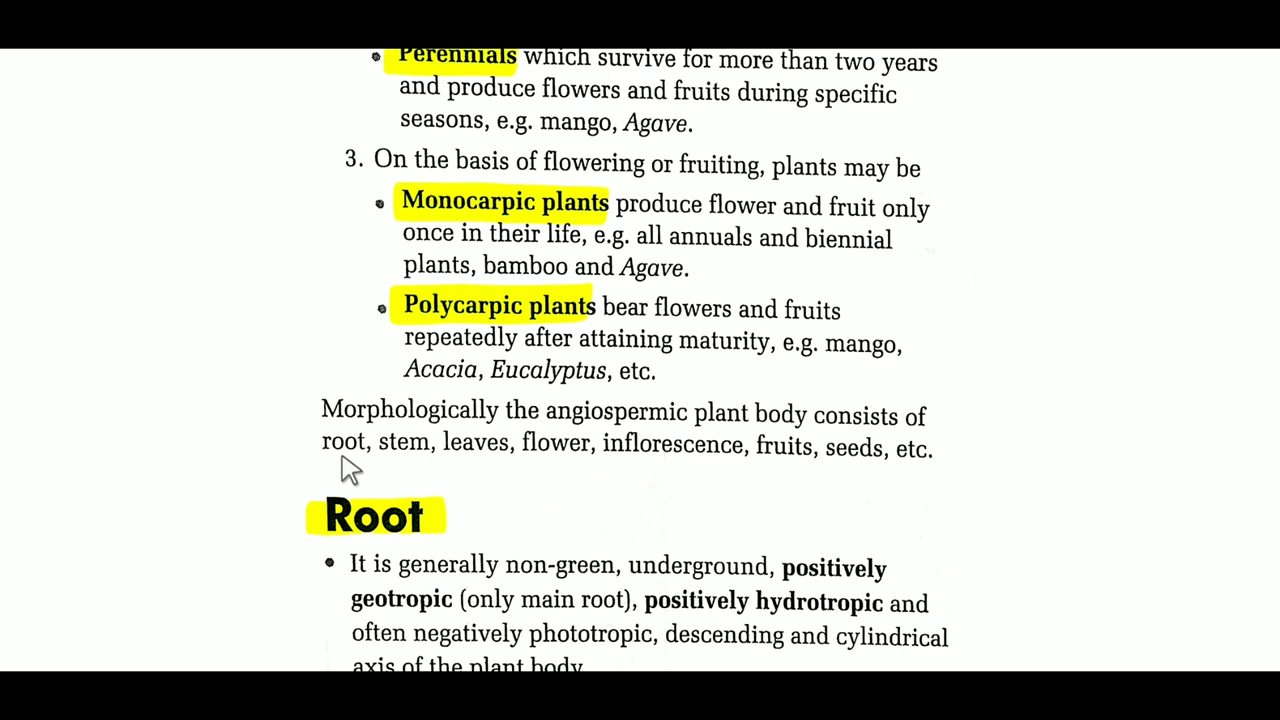 • Perennials which survive for more than two years
and produce flowers and fruits during specific
seasons, e.g. mango, Agave.
3. On the basis of flowering or fruiting, plants may be
• Monocarpic plants produce flower and fruit only
once in their life, e.g. all annuals and biennial
plants, bamboo and Agave.
• Polycarpic plants bear flowers and fruits
repeatedly after attaining maturity, e.g. mango,
Acacia, Eucalyptus, etc.
Morphologically the angiospermic plant body consists of
root, stem, leaves, flower, inflorescence, fruits, seeds, etc.
Root
• It is generally non-green, underground, positively
geotropic (only main root), positively hydrotropic and
often negatively phototropic, descending and cylindrical
axis of the plant body